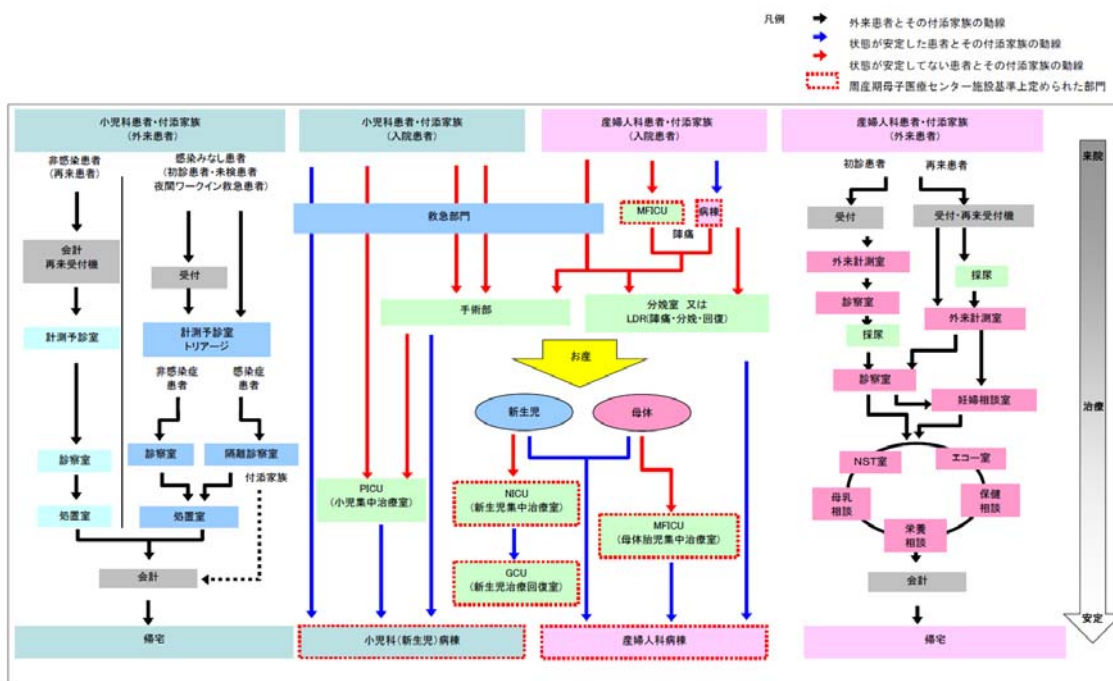 凡例
外来患者とその付添家族の動線
状態が安定した患者とその付添家族の動線
状態が安定してない患者とその付添家族の動線
周産期母子医療センター施設基準上定められた部門
小児科患者・付添家族
(外来患者)
小児科患者・付添家族
(入院患者)
産婦人科患者・付添家族
(入院患者)
産婦人科患者・付添家族
(外来患者)
来院
治療
安定
非感染患者
(再来患者)
感染みなし患者
(初診患者・未検患者
夜間ワークイン救急患者)
会計
再来受付機
受付
計測予診室
計測予診室
トリアージ
非感染症
患者
感染症
患者
診察室
診察室
隔離診察室
付添家族
処置室
処置室
会計
帰宅
救急部門
MFICU
病棟
陣痛
手術部
分娩室 又は
LDR(陣痛・分娩・回復)
お産
新生児
母体
PICU
(小児集中治療室)
NICU
(新生児集中治療室)
MFICU
(母体胎児集中治療室)
GCU
(新生児治療回復室)
小児科(新生児)病棟
産婦人科病棟
初診患者
再来患者
受付
受付・再来受付機
外来計測室
採尿
診察室
外来計測室
採尿
診察室
妊婦相談室
NST室
エコー室
母乳
相談
保健
相談
栄養
相談
会計
帰宅